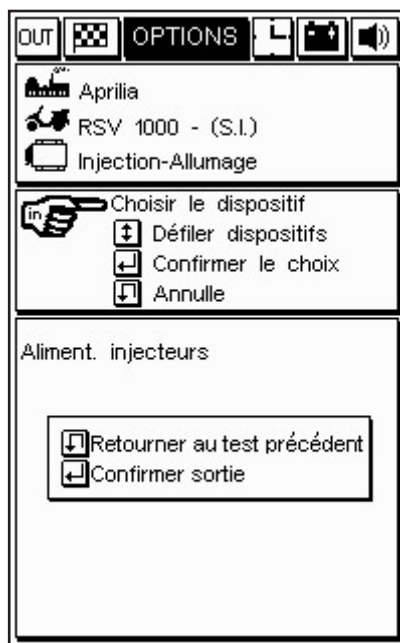 OUT OPTIONS
Aprilia
RSV 1000 - (S.I.)
Injection-Allumage
in Choisir le dispositif
Défiler dispositifs
Confirmer le choix
Annulle
Aliment. injecteurs
Retourner au test précédent
Confirmer sortie